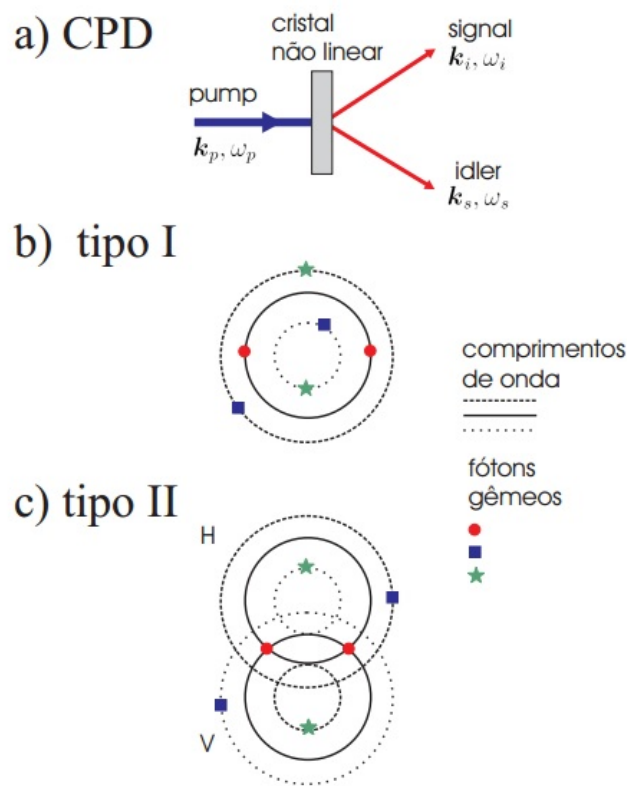 a) CPD
cristal
não linear
pump
k_p, ω_p
signal
k_i, ω_i
idler
k_s, ω_s
b) tipo I
comprimentos
de onda
c) tipo II
fótons
gêmeos
H
V